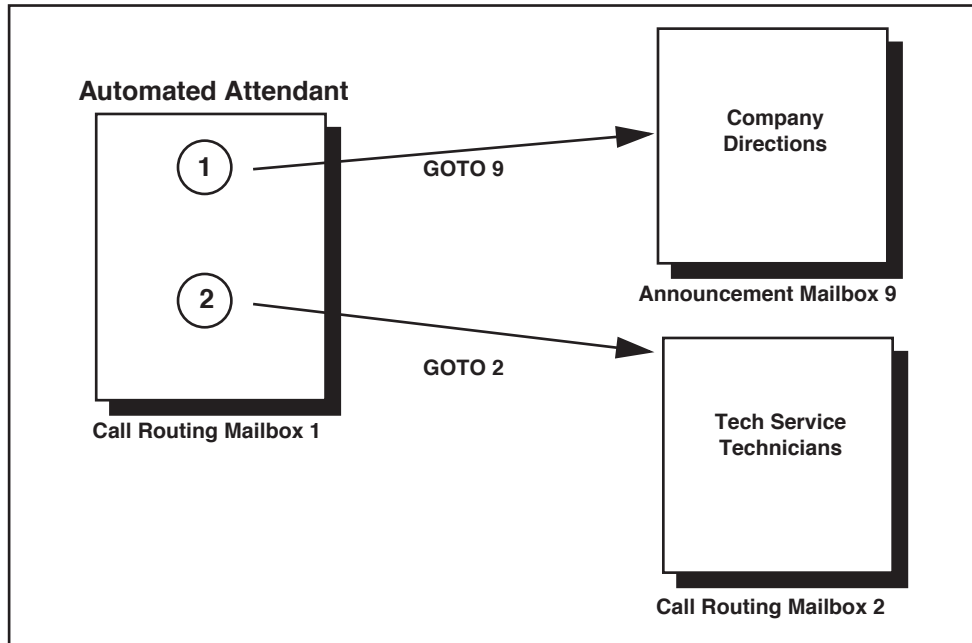 Automated Attendant
1
GOTO 9
Company
Directions
Announcement Mailbox 9
2
GOTO 2
Call Routing Mailbox 1
Tech Service
Technicians
Call Routing Mailbox 2